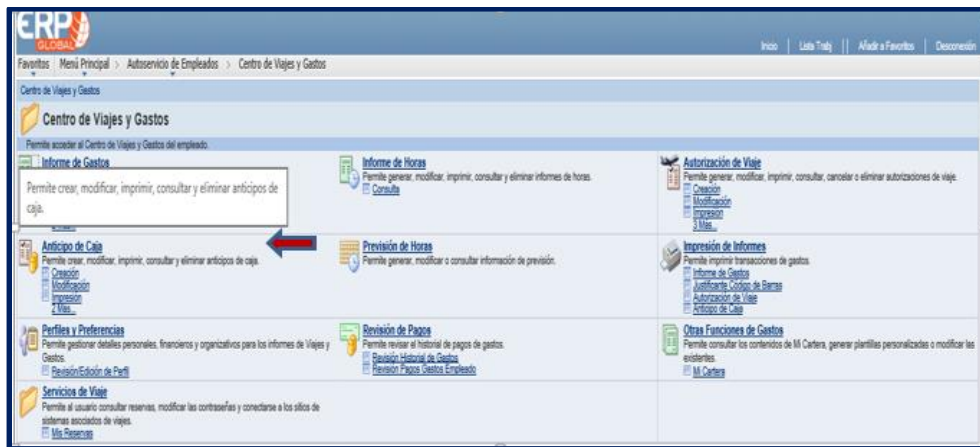 ERP
GLOBAL
Inicio | Lista Trabj || Añadir a Favoritos | Desconexión
Favoritos Menú Principal > Autoservicio de Empleados > Centro de Viajes y Gastos
Centro de Viajes y Gastos
Centro de Viajes y Gastos
Permite acceder al Centro de Viajes y Gastos del empleado.
Informe de Gastos
Permite crear, modificar, imprimir, consultar y eliminar anticipos de
caja.
Informe de Horas
Permite generar, modificar, imprimir, consultar y eliminar informes de horas.
Consulta
Autorización de Viaje
Permite generar, modificar, imprimir, consultar, cancelar o eliminar autorizaciones de viaje.
Creación
Modificación
Impresión
3 Más...
Anticipo de Caja
Permite crear, modificar, imprimir, consultar y eliminar anticipos de caja.
Creación
Modificación
Impresión
2 Más...
Previsión de Horas
Permite generar, modificar o consultar información de previsión.
Impresión de Informes
Permite imprimir transacciones de gastos.
Informe de Gastos
Justificante Código de Barras
Autorización de Viaje
Anticipo de Caja
Perfiles y Preferencias
Permite gestionar detalles personales, financieros y organizativos para los informes de Viajes y
Gastos.
Revisión/Edición de Perfil
Revisión de Pagos
Permite revisar el historial de pagos de gastos.
Revisión Historial de Gastos
Revisión Pagos Gastos Empleado
Otras Funciones de Gastos
Permite consultar los contenidos de Mi Cartera, generar plantillas personalizadas o modificar las
existentes.
Mi Cartera
Servicios de Viaje
Permite al usuario consultar reservas, modificar las contraseñas y conectarse a los sitios de
sistemas asociados de viajes.
Mis Reservas